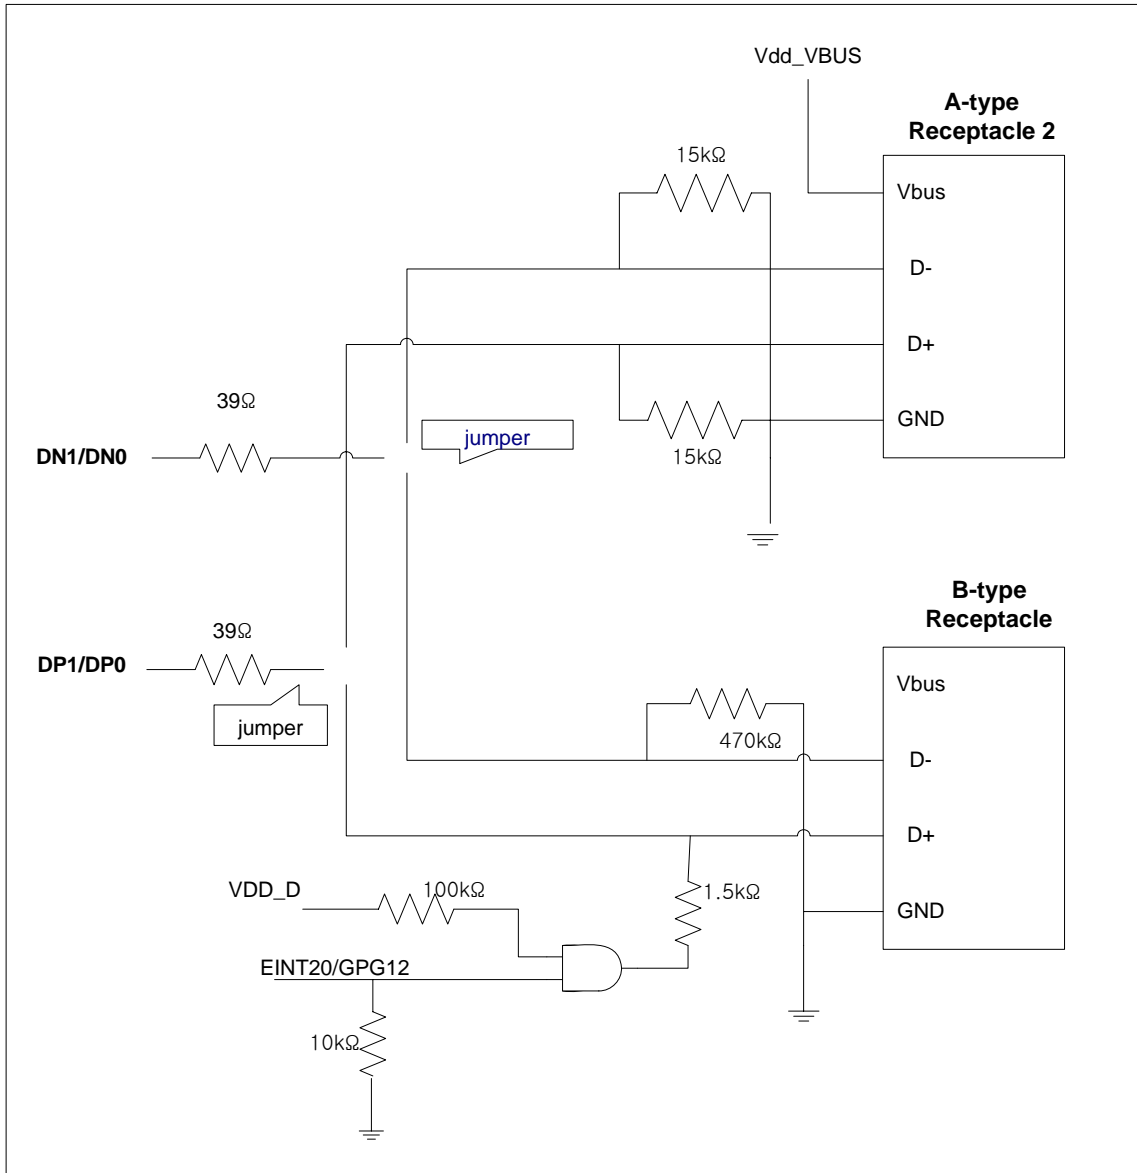 Vdd_VBUS
A-type
Receptacle 2
15kΩ
Vbus
D-
D+
39Ω
GND
jumper
DN1/DN0
15kΩ
B-type
Receptacle
39Ω
DP1/DP0
Vbus
jumper
470kΩ
D-
D+
VDD_D
100kΩ
1.5kΩ
GND
EINT20/GPG12
10kΩ